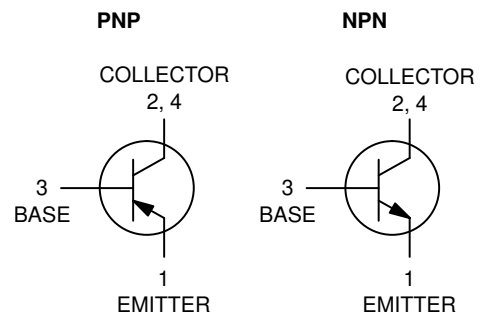 PNP
NPN
COLLECTOR
2, 4
COLLECTOR
2, 4
3
BASE
3
BASE
1
EMITTER
1
EMITTER